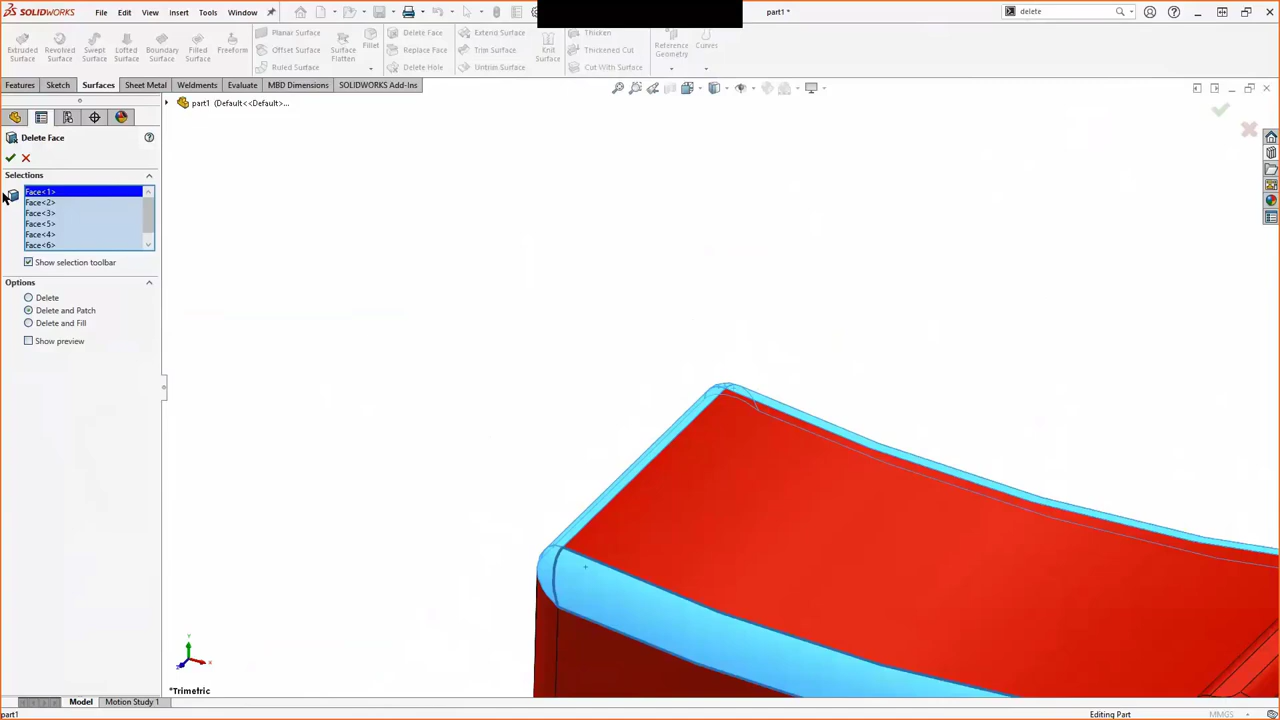 SOLIDWORKS
File Edit View Insert Tools Window
part1 *
delete
Extruded Surface
Revolved Surface
Swept Surface
Lofted Surface
Boundary Surface
Filled Surface
Freeform
Planar Surface
Offset Surface
Ruled Surface
Surface Flatten
Fillet
Delete Face
Replace Face
Delete Hole
Extend Surface
Trim Surface
Untrim Surface
Knit Surface
Thicken
Thickened Cut
Cut With Surface
Reference Geometry
Curves
Features Sketch Surfaces Sheet Metal Weldments Evaluate MBD Dimensions SOLIDWORKS Add-Ins
part1 (Default<<Default>...
Delete Face
Selections
Face<1>
Face<2>
Face<3>
Face<5>
Face<4>
Face<6>
Show selection toolbar
Options
Delete
Delete and Patch
Delete and Fill
Show preview
Y
X
Z
*Trimetric
Model Motion Study 1
part1
Editing Part
MMGS